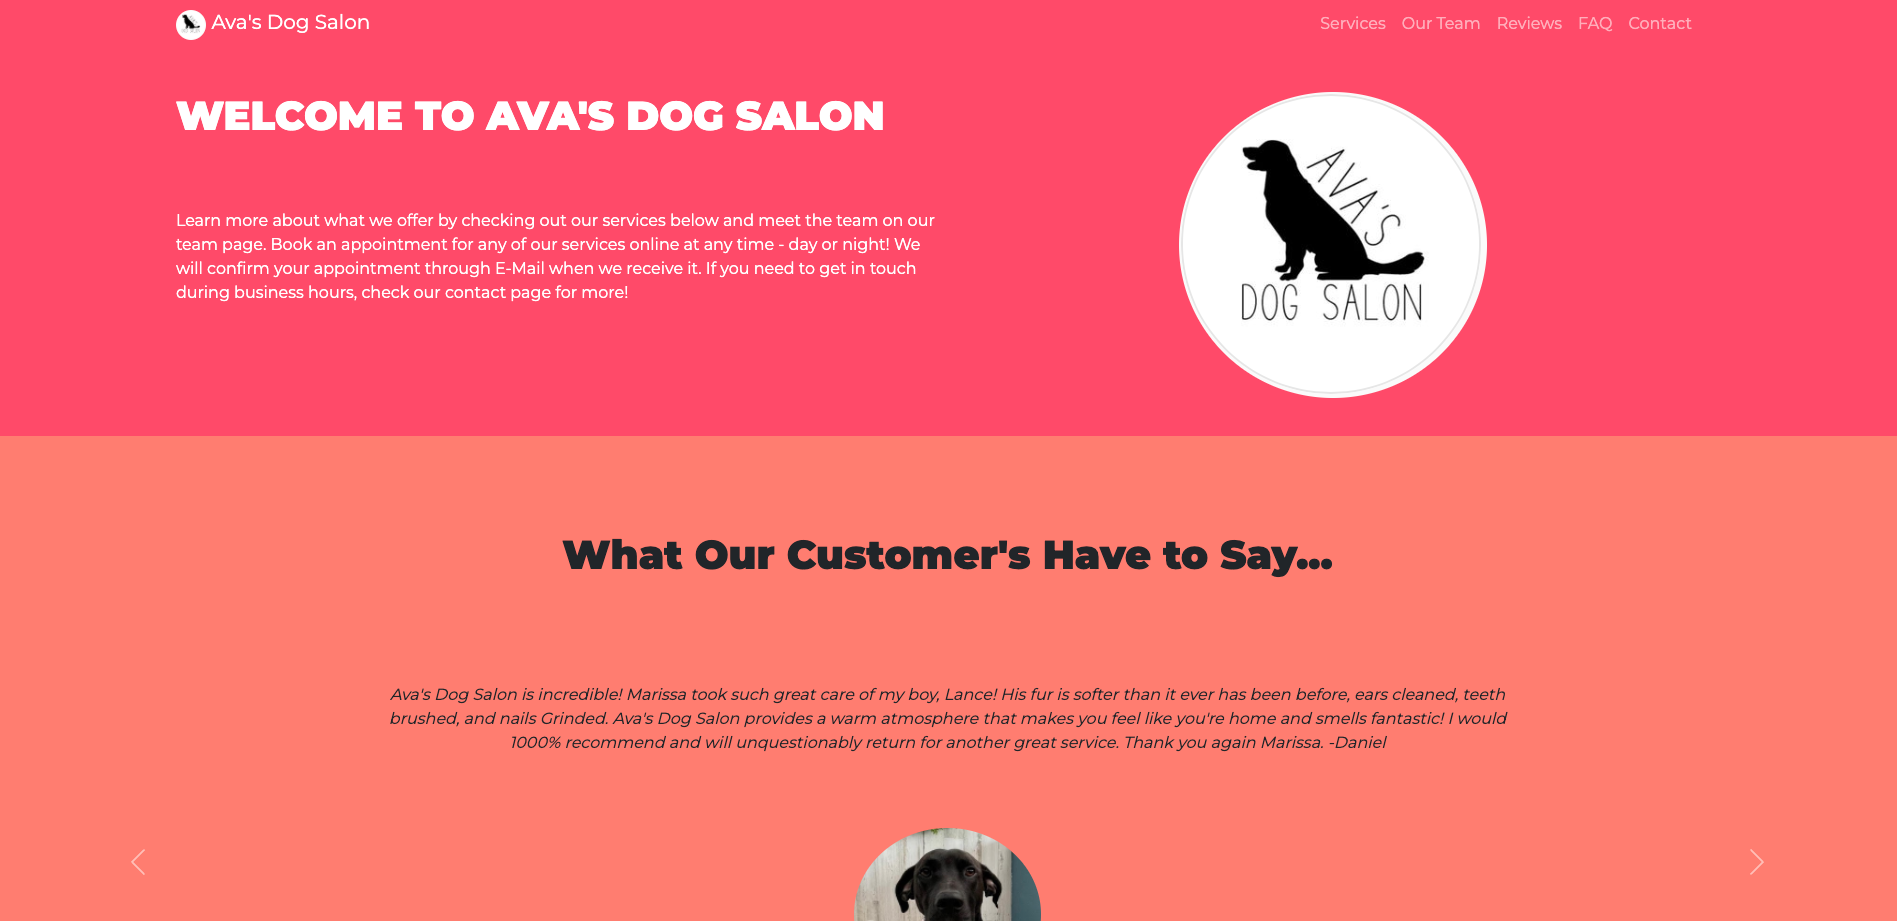 Ava's Dog Salon
Services Our Team Reviews FAQ Contact
WELCOME TO AVA'S DOG SALON
Learn more about what we offer by checking out our services below and meet the team on our
team page. Book an appointment for any of our services online at any time - day or night! We
will confirm your appointment through E-Mail when we receive it. If you need to get in touch
during business hours, check our contact page for more!
AVA'S
DOG SALON
What Our Customer's Have to Say...
Ava's Dog Salon is incredible! Marissa took such great care of my boy, Lance! His fur is softer than it ever has been before, ears cleaned, teeth
brushed, and nails Grinded. Ava's Dog Salon provides a warm atmosphere that makes you feel like you're home and smells fantastic! I would
1000% recommend and will unquestionably return for another great service. Thank you again Marissa. -Daniel